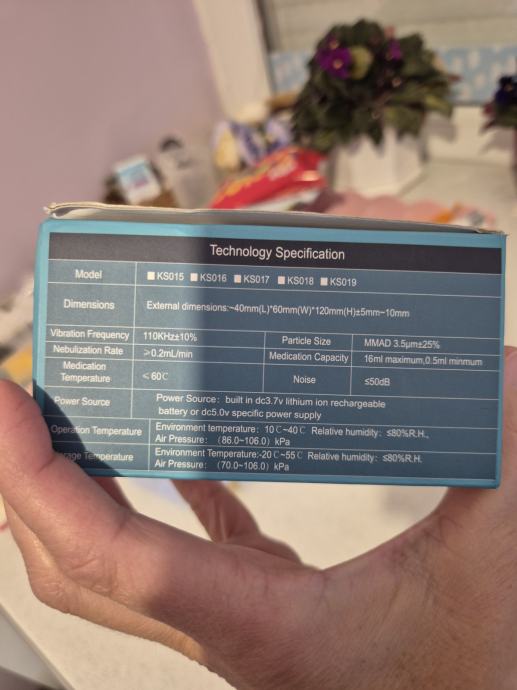 Technology Specification
Model ■ KS015 ■ KS016 ■ KS017 ■ KS018 ■ KS019
Dimensions External dimensions:~40mm(L)*60mm(W)*120mm(H)±5mm~10mm
Vibration Frequency 110KHz±10% Particle Size MMAD 3.5μm±25%
Nebulization Rate ≥0.2mL/min Medication Capacity 16ml maximum,0.5ml minmum
Medication
Temperature ≤60℃ Noise ≤50dB
Power Source Power Source: built in dc3.7v lithium ion rechargeable
battery or dc5.0v specific power supply
Operation Temperature Environment temperature: 10℃~40℃ Relative humidity: ≤80%R.H.,
Air Pressure: (86.0~106.0) kPa
Temperature Environment Temperature:-20℃~55℃ Relative humidity: ≤80%R.H.
Air Pressure: (70.0~106.0) kPa